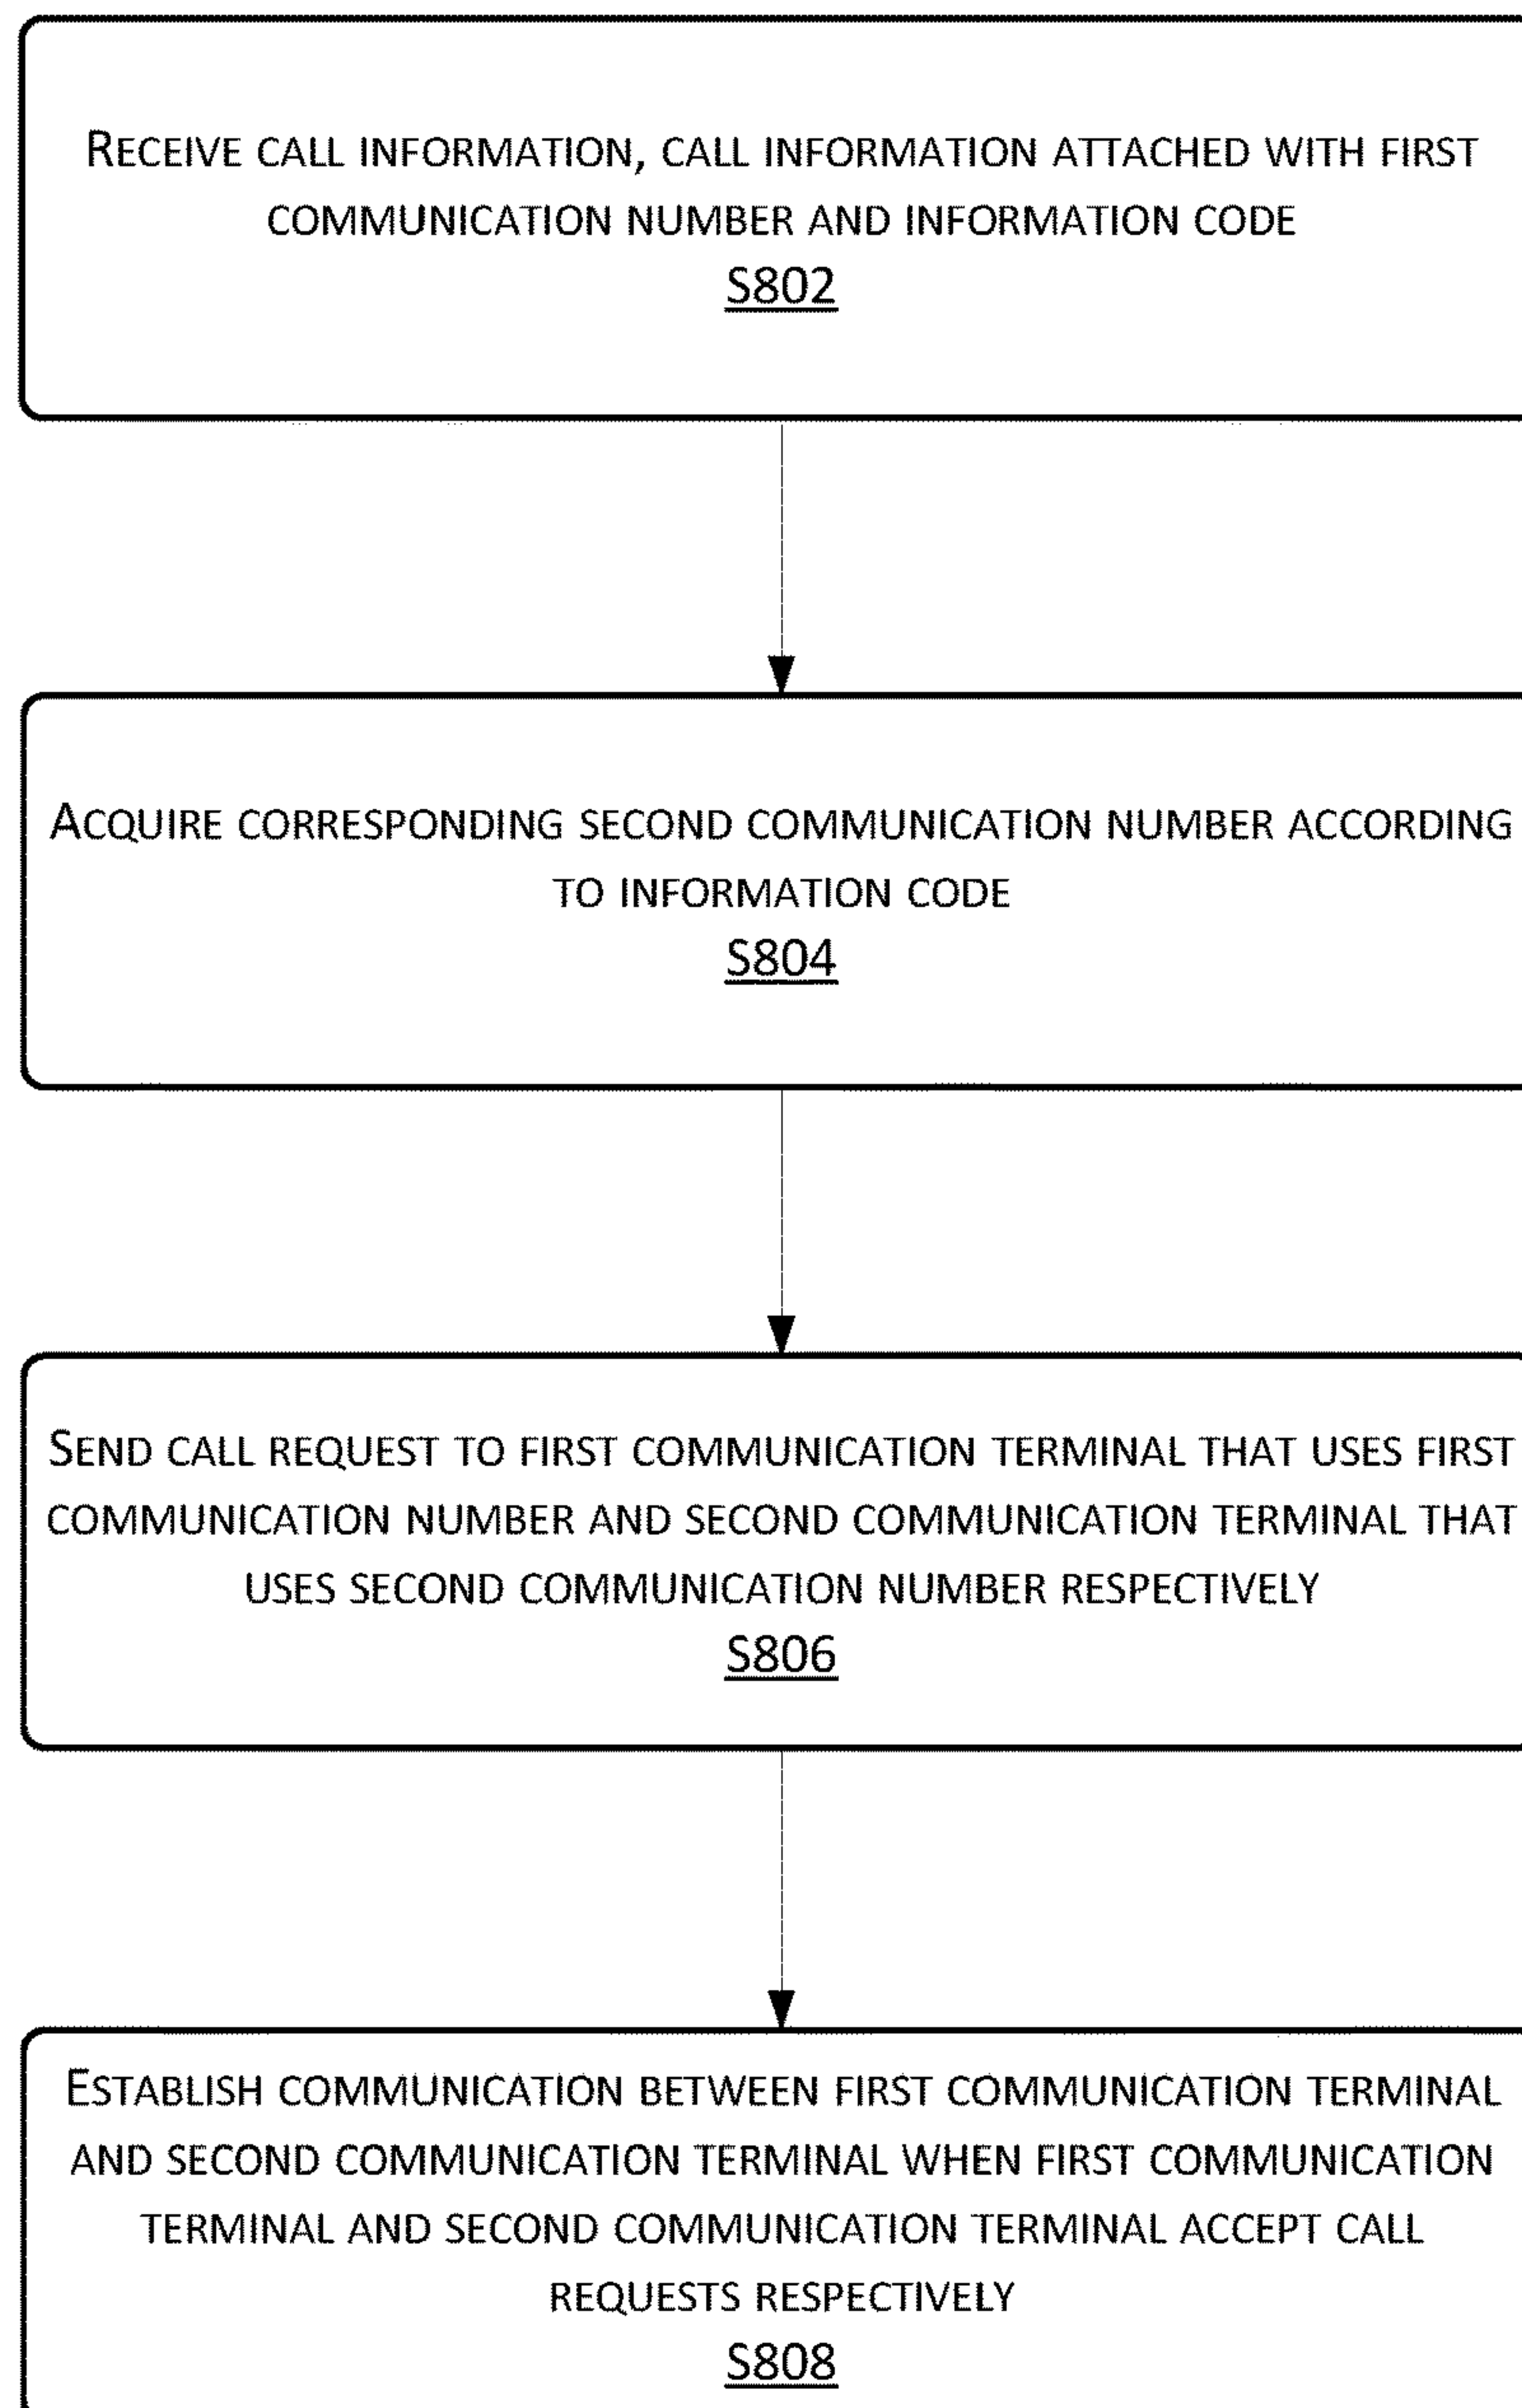 RECEIVE CALL INFORMATION, CALL INFORMATION ATTACHED WITH FIRST
COMMUNICATION NUMBER AND INFORMATION CODE
S802
ACQUIRE CORRESPONDING SECOND COMMUNICATION NUMBER ACCORDING
TO INFORMATION CODE
S804
SEND CALL REQUEST TO FIRST COMMUNICATION TERMINAL THAT USES FIRST
COMMUNICATION NUMBER AND SECOND COMMUNICATION TERMINAL THAT
USES SECOND COMMUNICATION NUMBER RESPECTIVELY
S806
ESTABLISH COMMUNICATION BETWEEN FIRST COMMUNICATION TERMINAL
AND SECOND COMMUNICATION TERMINAL WHEN FIRST COMMUNICATION
TERMINAL AND SECOND COMMUNICATION TERMINAL ACCEPT CALL
REQUESTS RESPECTIVELY
S808